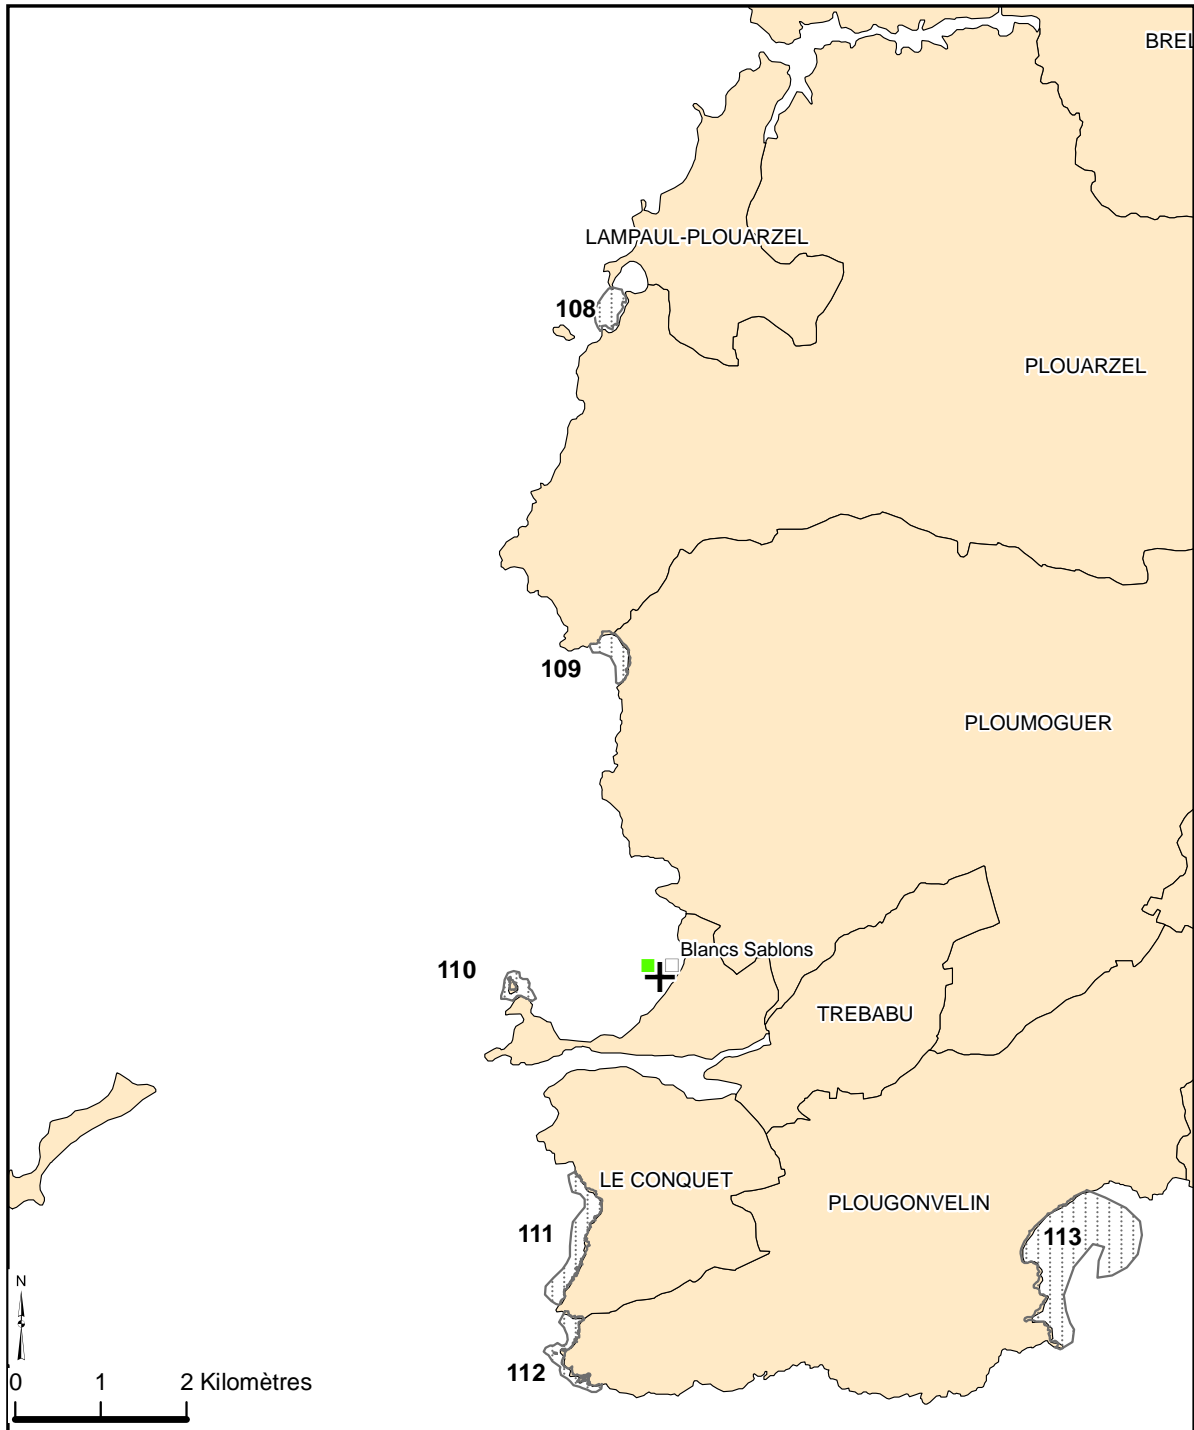 BREL
LAMPAUL-PLOUARZEL
108
PLOUARZEL
109
PLOUMOGUER
Blancs Sablons
110
TREBABU
LE CONQUET
PLOUGONVELIN
111
113
N
112
0 1 2 Kilomètres